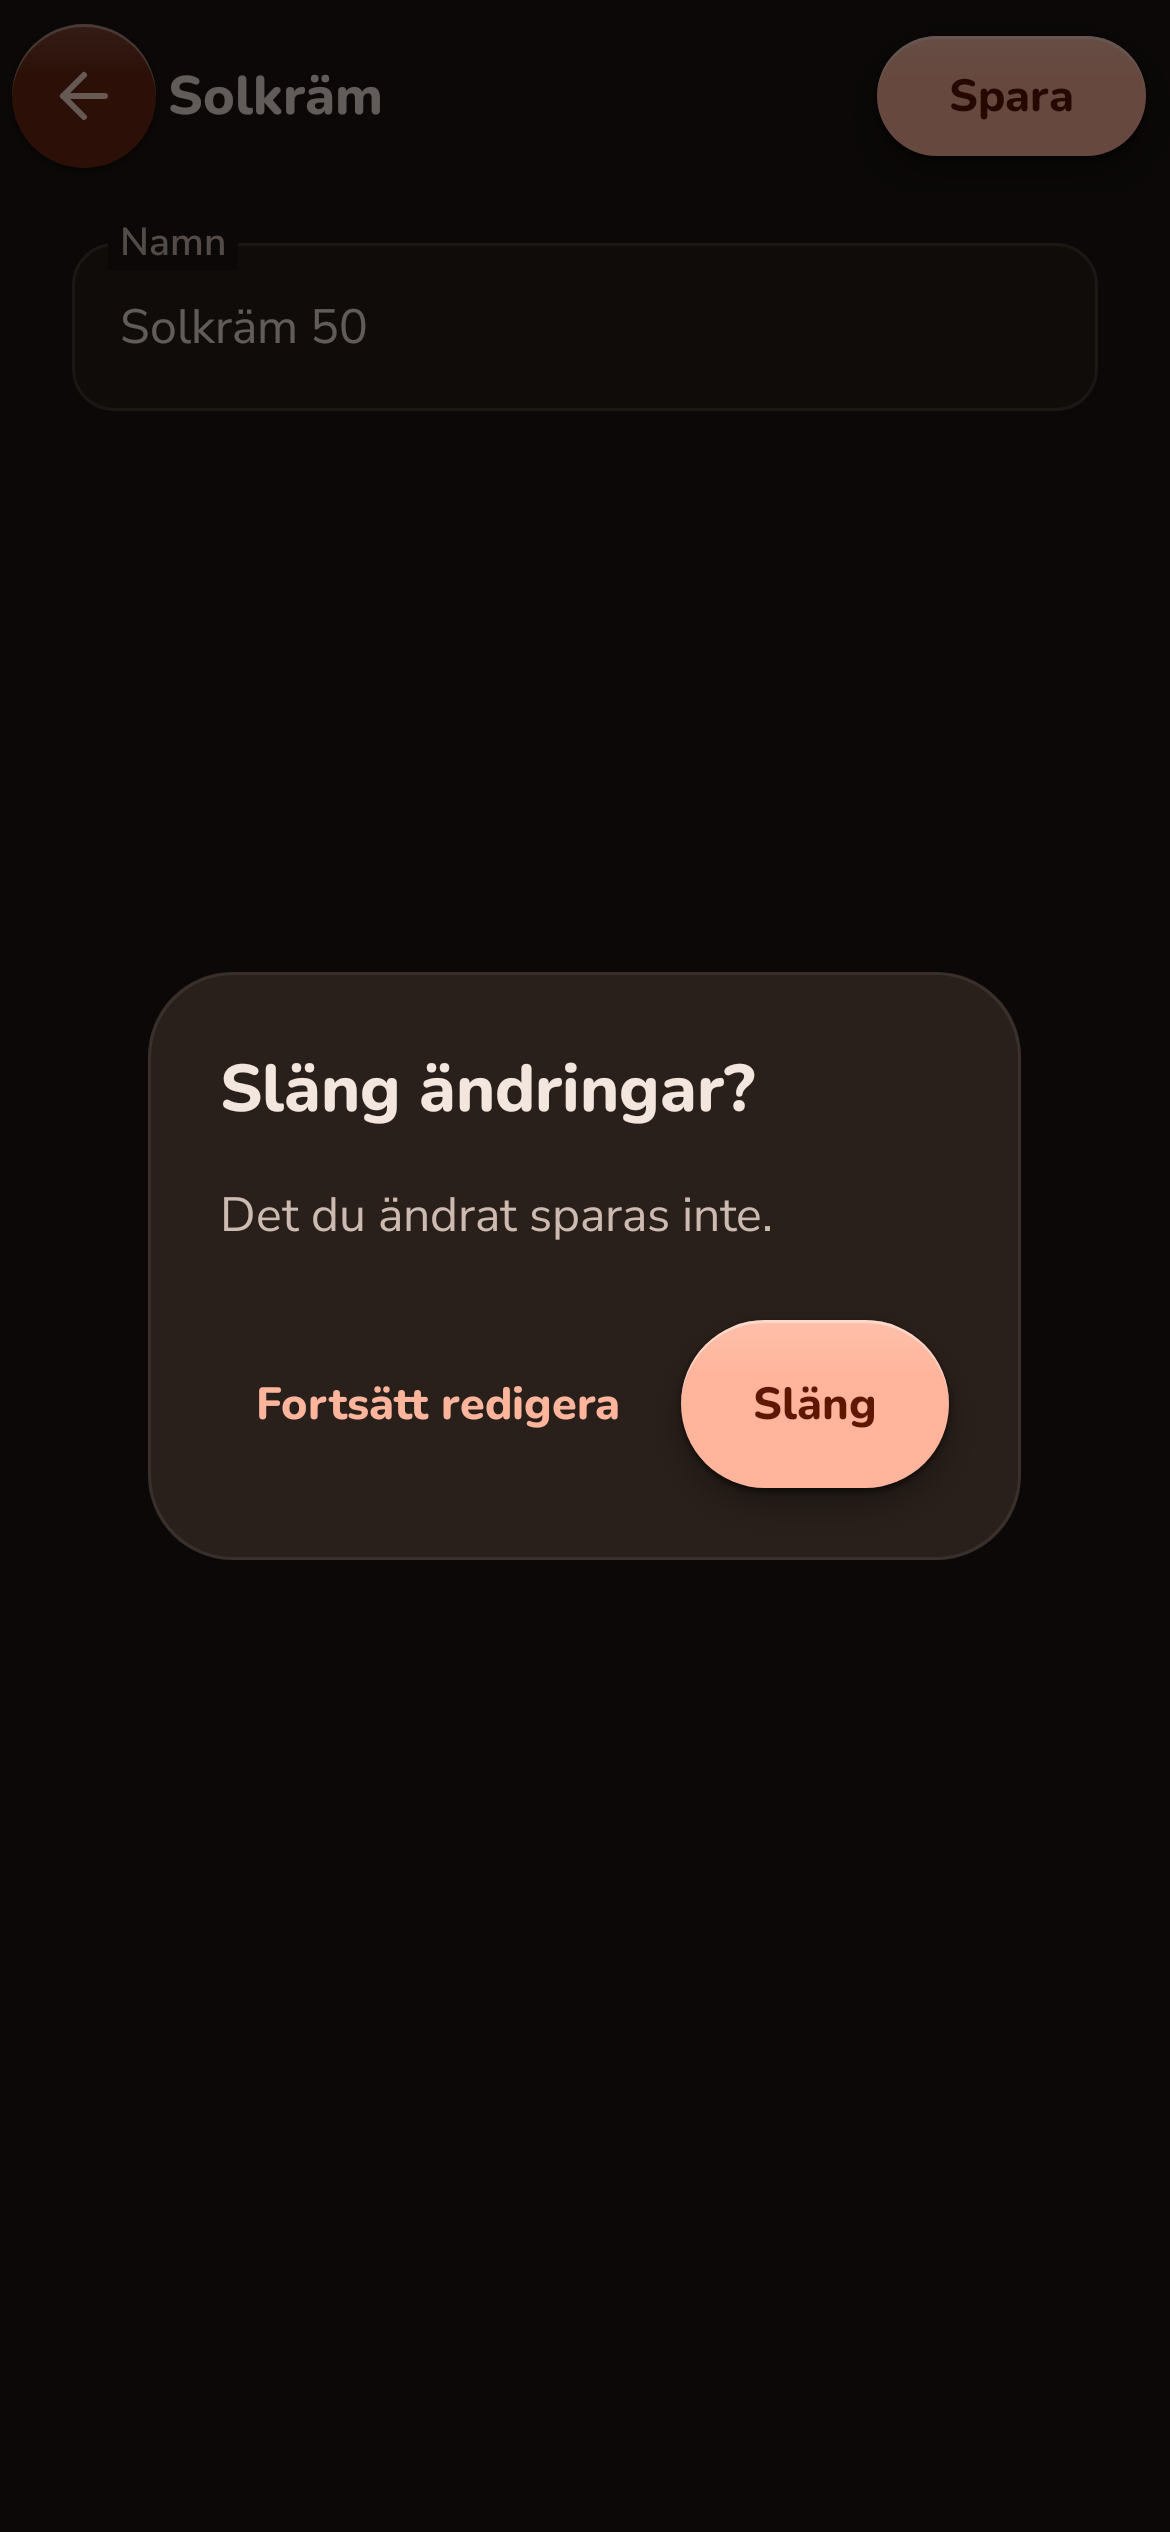 Solkräm
Spara
Namn
Solkräm 50
Släng ändringar?
Det du ändrat sparas inte.
Fortsätt redigera
Släng